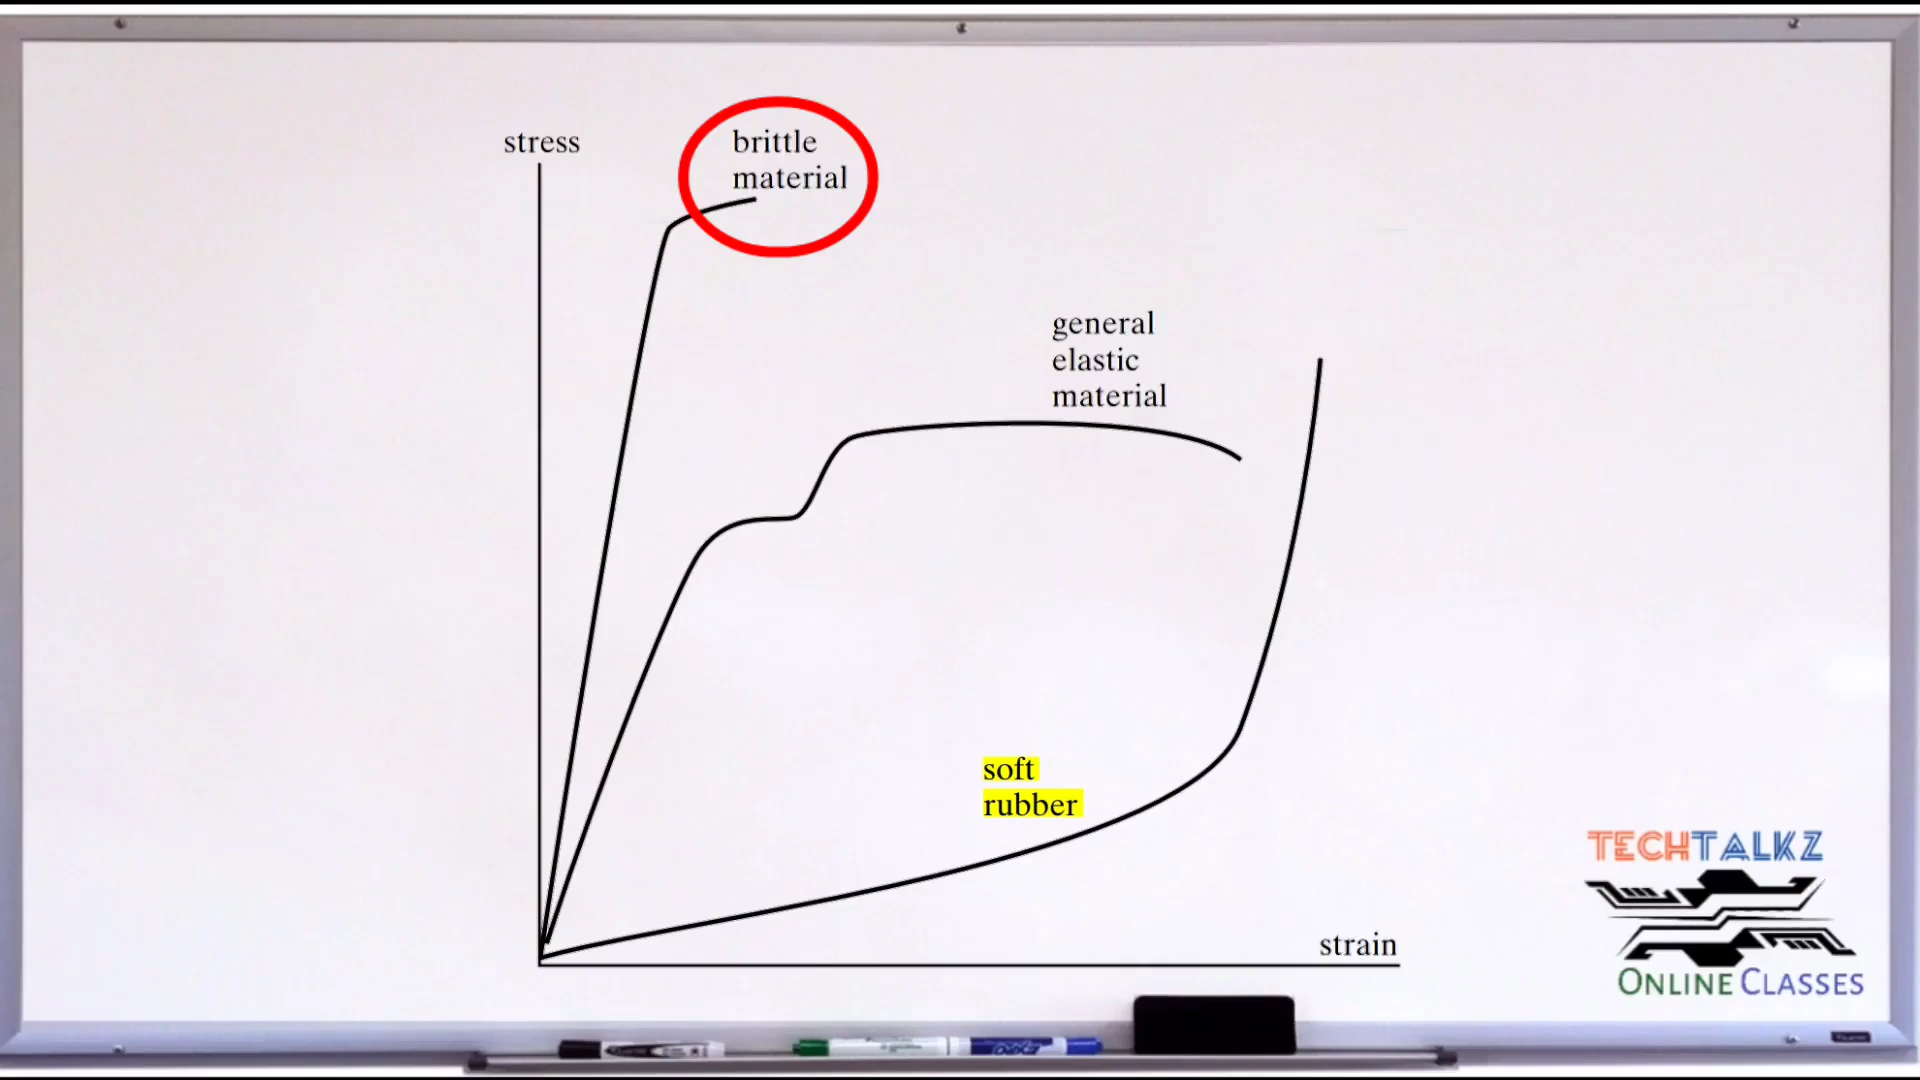 stress
brittle
material
general
elastic
material
soft
rubber
strain
TECHTALKZ
ONLINE CLASSES